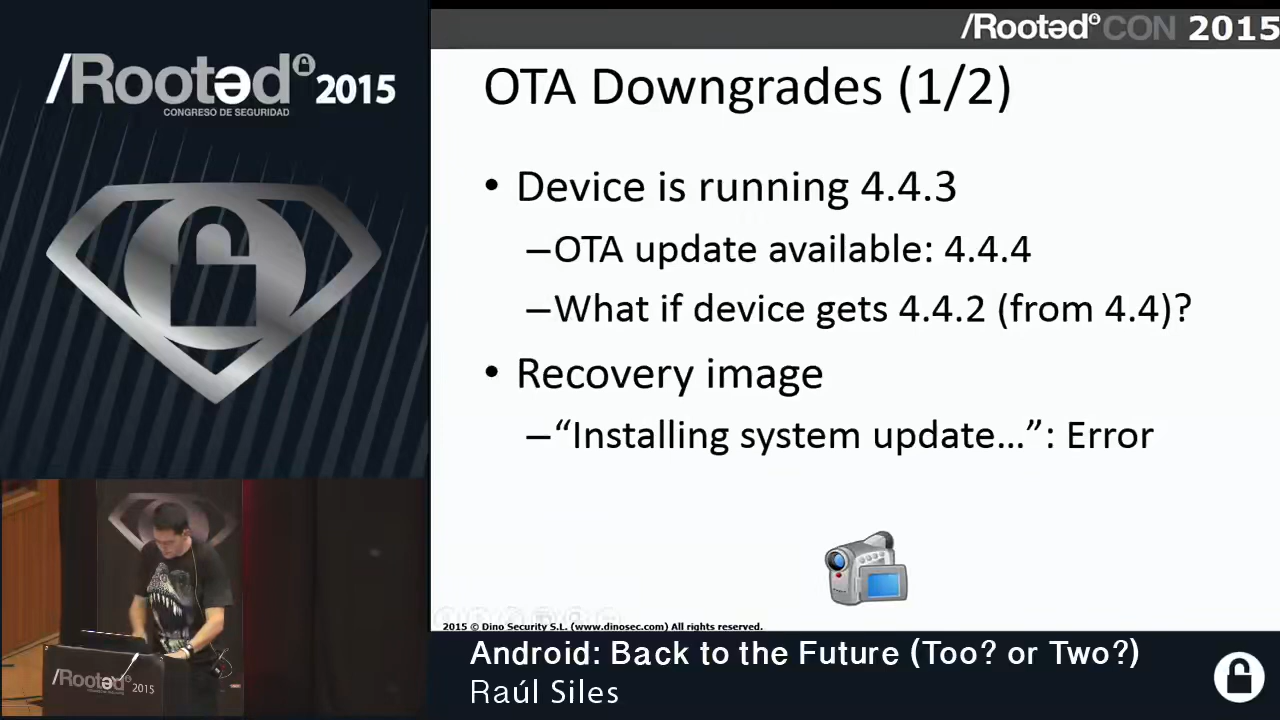 /Rootəd 2015
CONGRESO DE SEGURIDAD
/Rootəd CON 2015
OTA Downgrades (1/2)
• Device is running 4.4.3
–OTA update available: 4.4.4
–What if device gets 4.4.2 (from 4.4)?
• Recovery image
–“Installing system update…”: Error
2015 © Dino Security S.L. (www.dinosec.com) All rights reserved.
/Rootəd 2015
Android: Back to the Future (Too? or Two?)
Raúl Siles